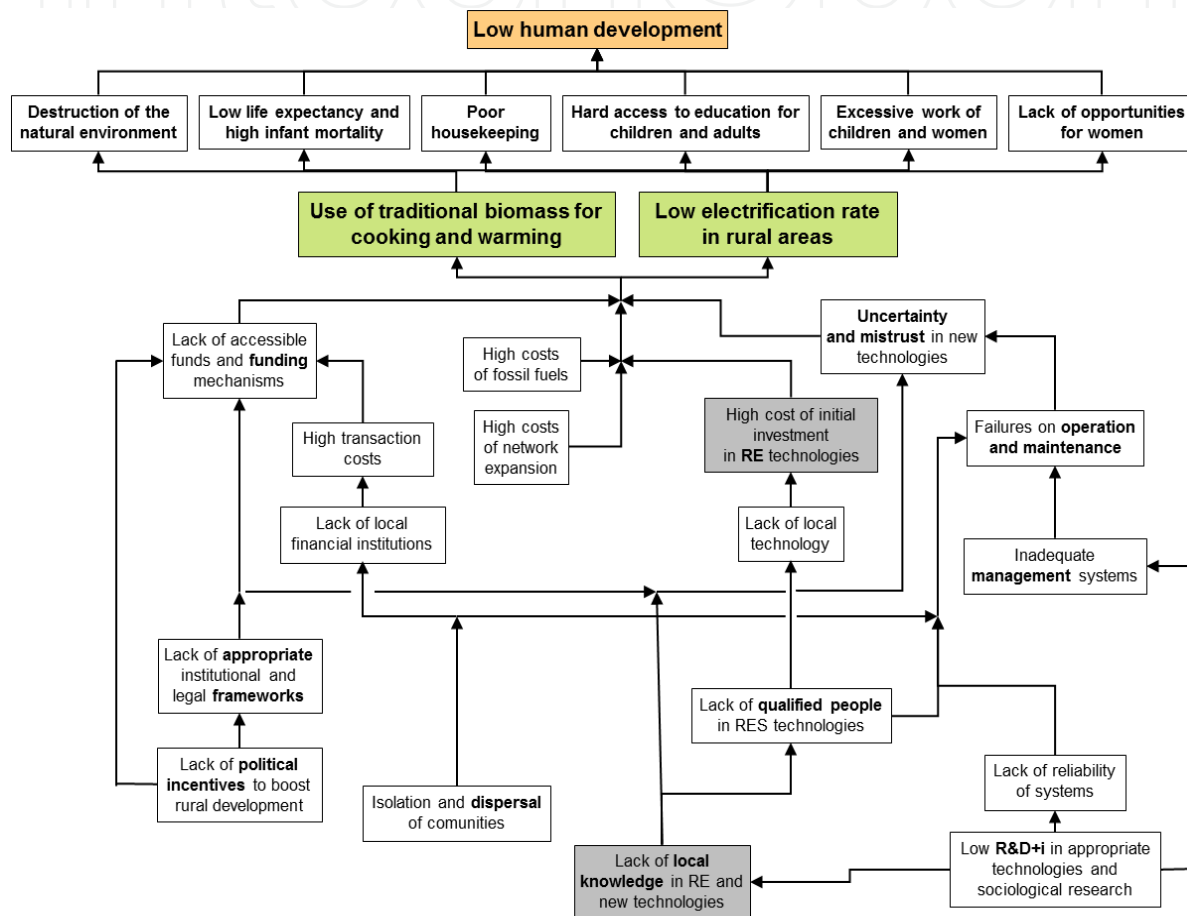 Low human development
Destruction of the
natural environment
Low life expectancy and
high infant mortality
Poor
housekeeping
Hard access to education for
children and adults
Excessive work of
children and women
Lack of opportunities
for women
Use of traditional biomass for
cooking and warming
Low electrification rate
in rural areas
Lack of accessible
funds and funding
mechanisms
High costs
of fossil fuels
Uncertainty
and mistrust in new
technologies
High transaction
costs
High costs
of network
expansion
High cost of initial
investment
in RE technologies
Failures on operation
and maintenance
Lack of local
financial institutions
Lack of local
technology
Inadequate
management systems
Lack of appropriate
institutional and
legal frameworks
Lack of qualified people
in RES technologies
Lack of political
incentives to boost
rural development
Isolation and dispersal
of comunities
Lack of reliability
of systems
Lack of local
knowledge in RE and
new technologies
Low R&D+i in appropriate
technologies and
sociological research